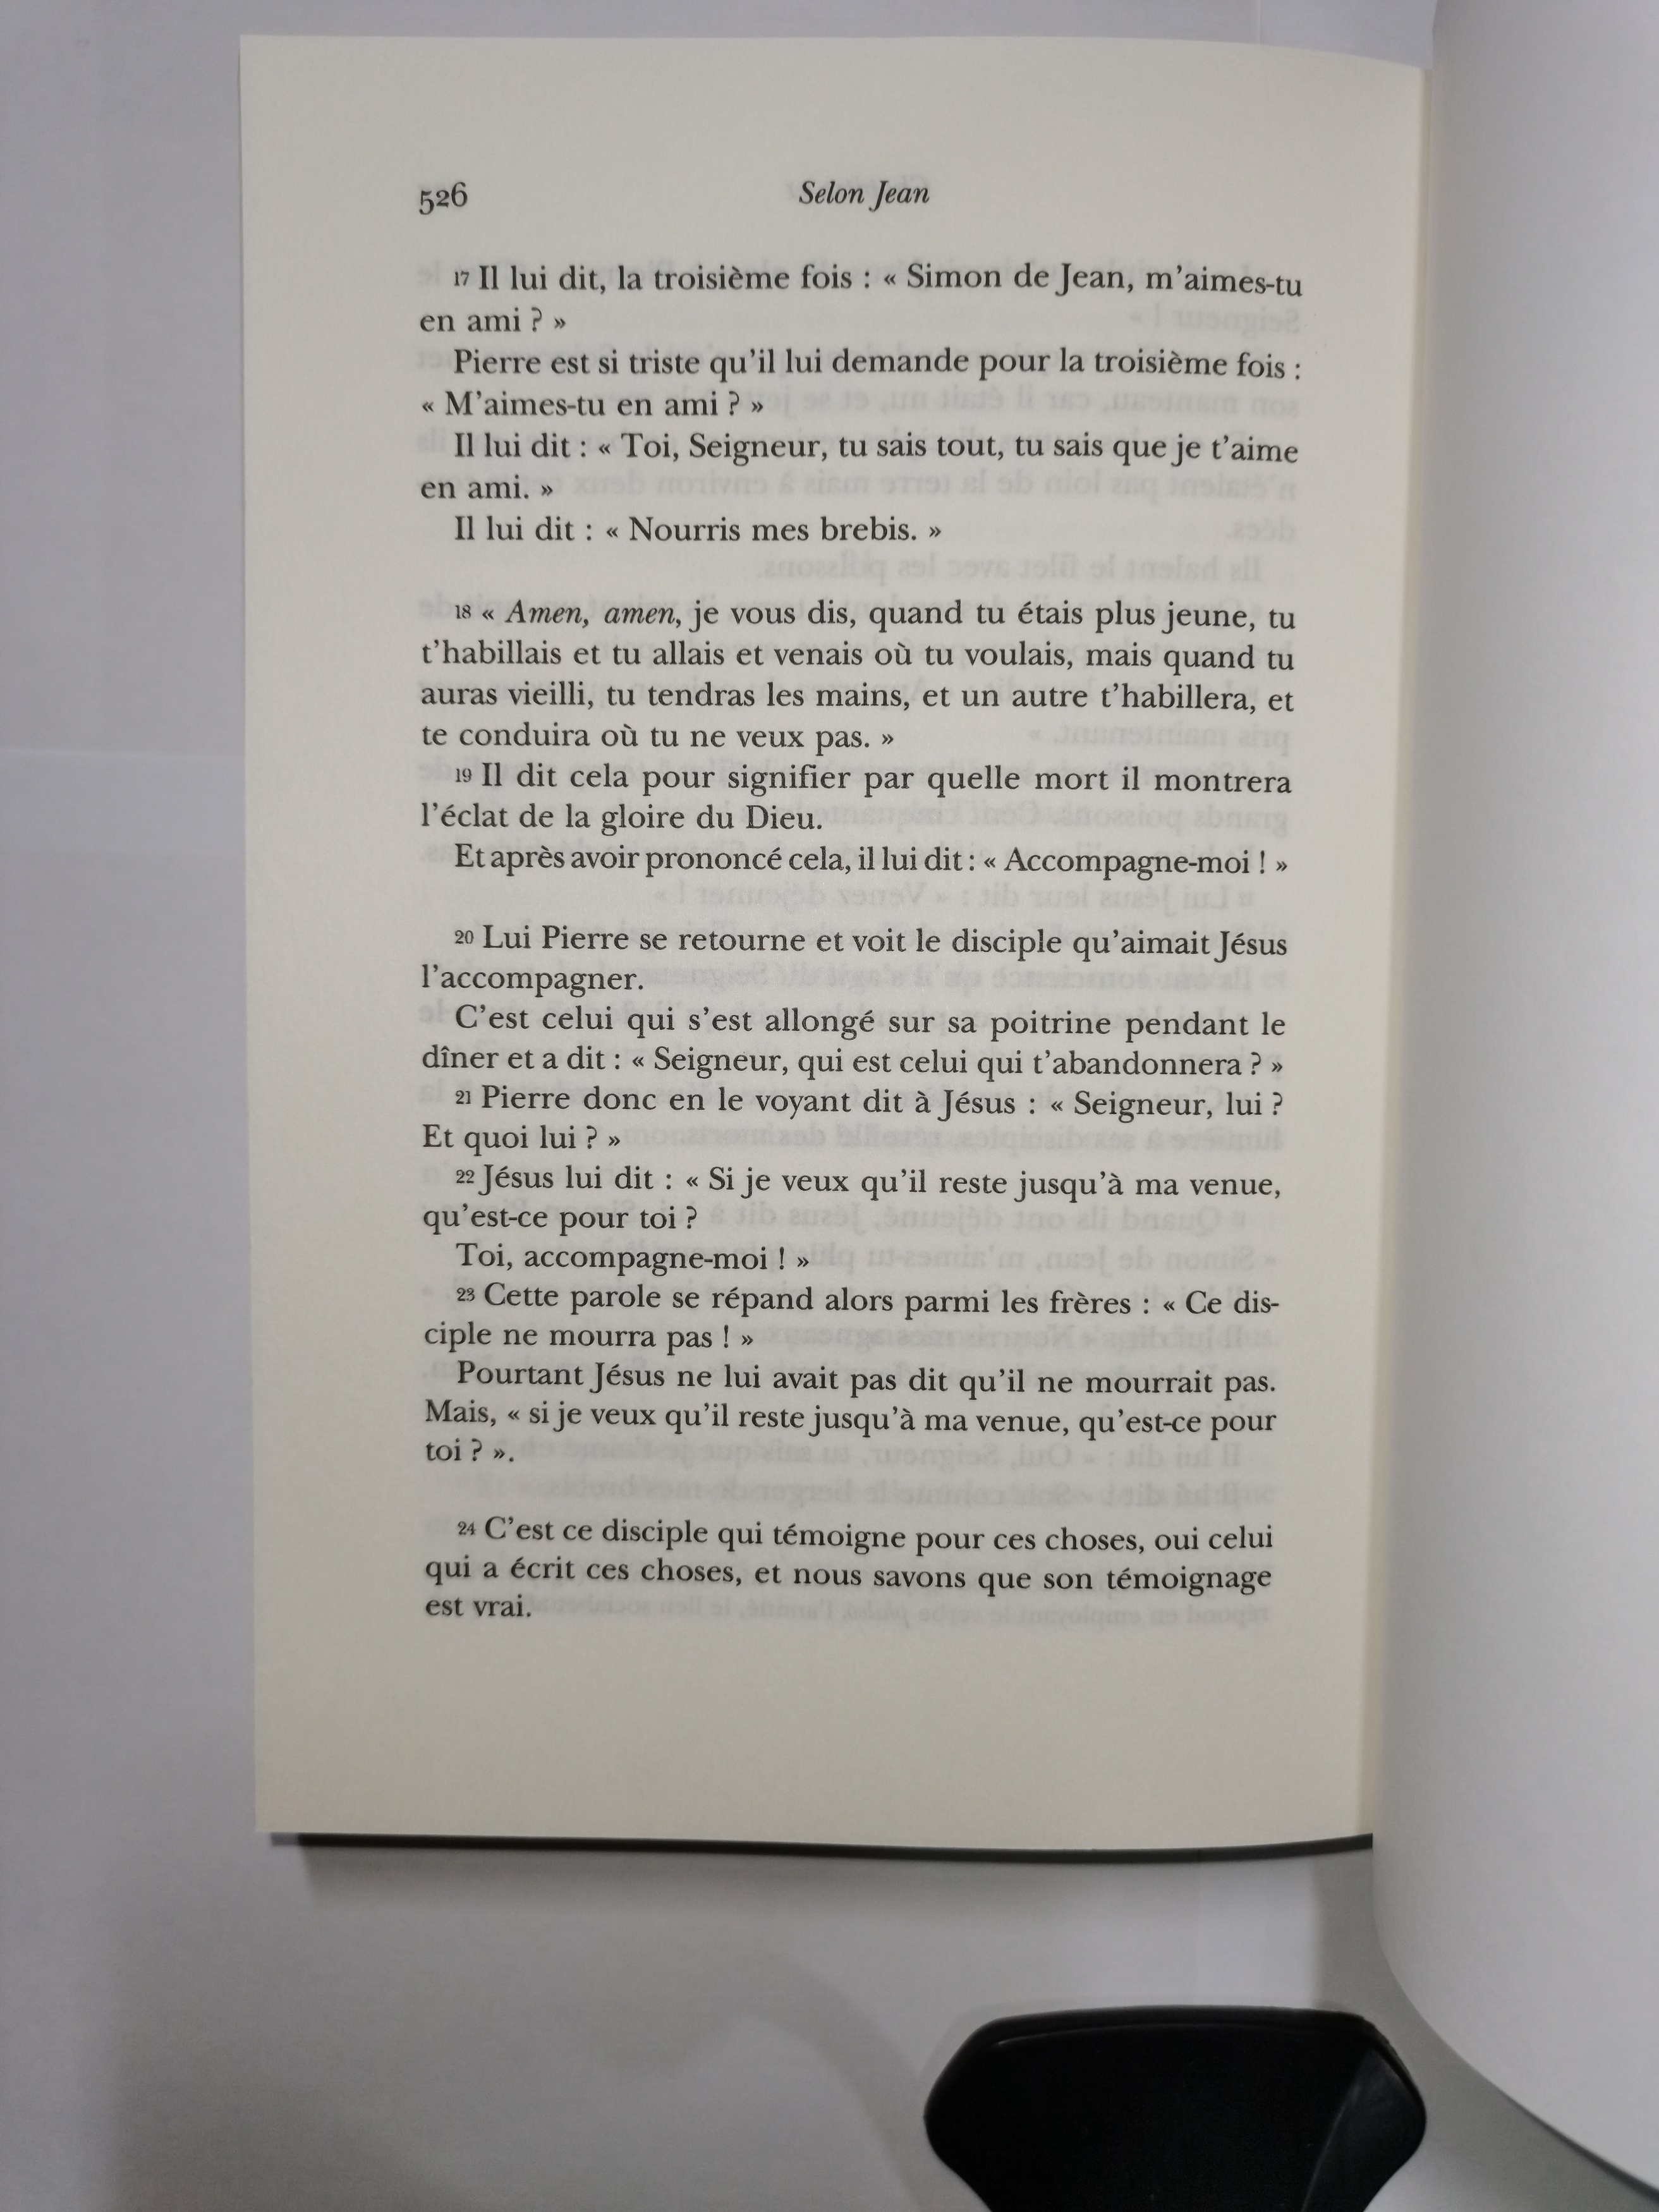 526
Selon Jean
17 Il lui dit, la troisième fois : « Simon de Jean, m'aimes-tu
en ami ? »
Pierre est si triste qu'il lui demande pour la troisième fois :
« M'aimes-tu en ami ? »
Il lui dit : « Toi, Seigneur, tu sais tout, tu sais que je t'aime
en ami. »
Il lui dit : « Nourris mes brebis. »
18 « Amen, amen, je vous dis, quand tu étais plus jeune, tu
t'habillais et tu allais et venais où tu voulais, mais quand tu
auras vieilli, tu tendras les mains, et un autre t'habillera, et
te conduira où tu ne veux pas. »
19 Il dit cela pour signifier par quelle mort il montrera
l'éclat de la gloire du Dieu.
Et après avoir prononcé cela, il lui dit : « Accompagne-moi ! »
20 Lui Pierre se retourne et voit le disciple qu'aimait Jésus
l'accompagner.
C'est celui qui s'est allongé sur sa poitrine pendant le
dîner et a dit : « Seigneur, qui est celui qui t'abandonnera ? »
21 Pierre donc en le voyant dit à Jésus : « Seigneur, lui ?
Et quoi lui ? »
22 Jésus lui dit : « Si je veux qu'il reste jusqu'à ma venue,
qu'est-ce pour toi ?
Toi, accompagne-moi ! »
23 Cette parole se répand alors parmi les frères : « Ce dis-
ciple ne mourra pas ! »
Pourtant Jésus ne lui avait pas dit qu'il ne mourrait pas.
Mais, « si je veux qu'il reste jusqu'à ma venue, qu'est-ce pour
toi ? ».
24 C'est ce disciple qui témoigne pour ces choses, oui celui
qui a écrit ces choses, et nous savons que son témoignage
est vrai.